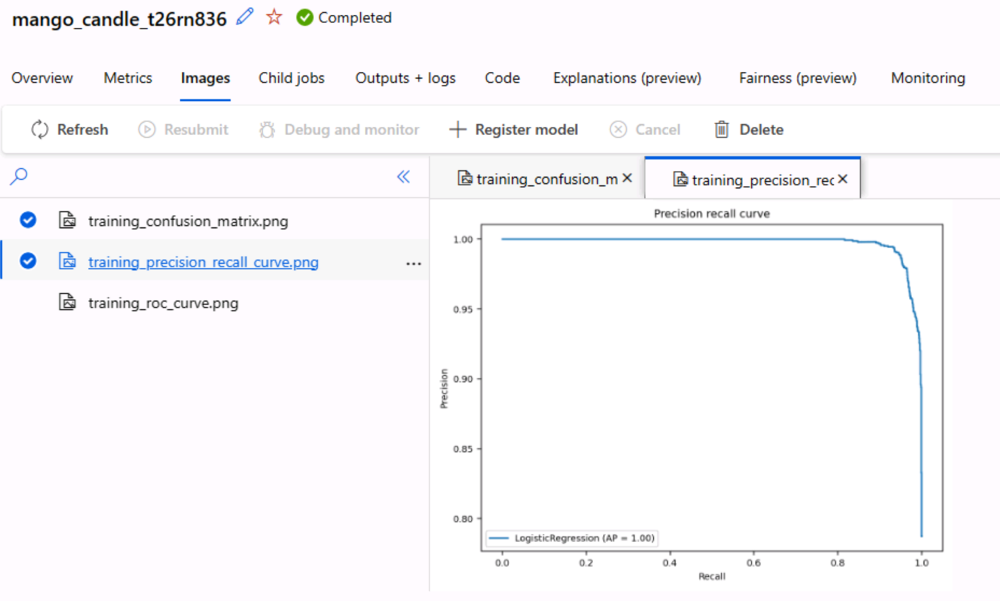 mango_candle_t26rn836 Completed
Overview Metrics Images Child jobs Outputs + logs Code Explanations (preview) Fairness (preview) Monitoring
Refresh Resubmit Debug and monitor Register model Cancel Delete
training_confusion_matrix.png
training_precision_recall_curve.png
training_roc_curve.png
training_confusion_m training_precision_rec
Precision recall curve
1.00
0.95
0.90
0.85
0.80
Precision
LogisticRegression (AP = 1.00)
0.0 0.2 0.4 0.6 0.8 1.0
Recall